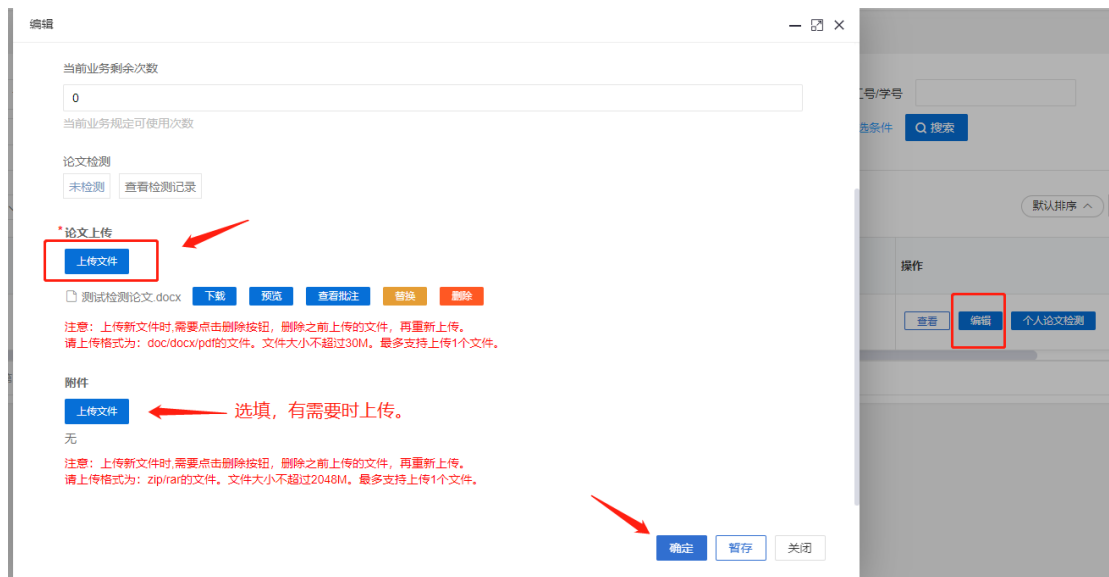 编辑
当前业务剩余次数
0
当前业务规定可使用次数
论文检测
未检测 查看检测记录
*论文上传
上传文件
测试检测论文.docx 下载 预览 查看批注 替换 删除
注意：上传新文件时,需要点击删除按钮，删除之前上传的文件，再重新上传。
请上传格式为：doc/docx/pdf的文件。文件大小不超过30M。最多支持上传1个文件。
附件
上传文件 选填，有需要时上传。
无
注意：上传新文件时,需要点击删除按钮，删除之前上传的文件，再重新上传。
请上传格式为：zip/rar的文件。文件大小不超过2048M。最多支持上传1个文件。
确定 暂存 关闭
号/学号
选条件 搜索
默认排序
操作
查看 编辑 个人论文检测